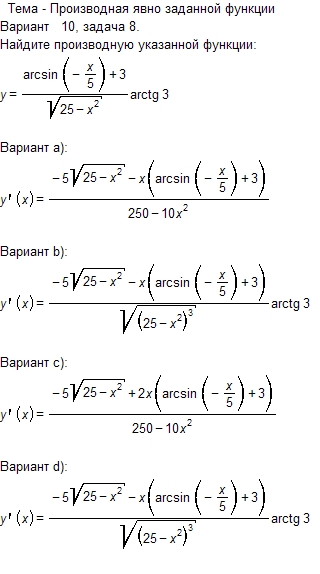 Тема - Производная явно заданной функции
Вариант 10, задача 8.
Найдите производную указанной функции:
y = (arcsin(-x/5)+3)/√(25-x²) arctg 3
Вариант a):
y'(x) = (-5√(25-x²) - x(arcsin(-x/5)+3))/(250-10x²)
Вариант b):
y'(x) = (-5√(25-x²) - x(arcsin(-x/5)+3))/√((25-x²)³) arctg 3
Вариант c):
y'(x) = (-5√(25-x²) + 2x(arcsin(-x/5)+3))/(250-10x²)
Вариант d):
y'(x) = (-5√(25-x²) - x(arcsin(-x/5)+3))/√((25-x²)³) arctg 3